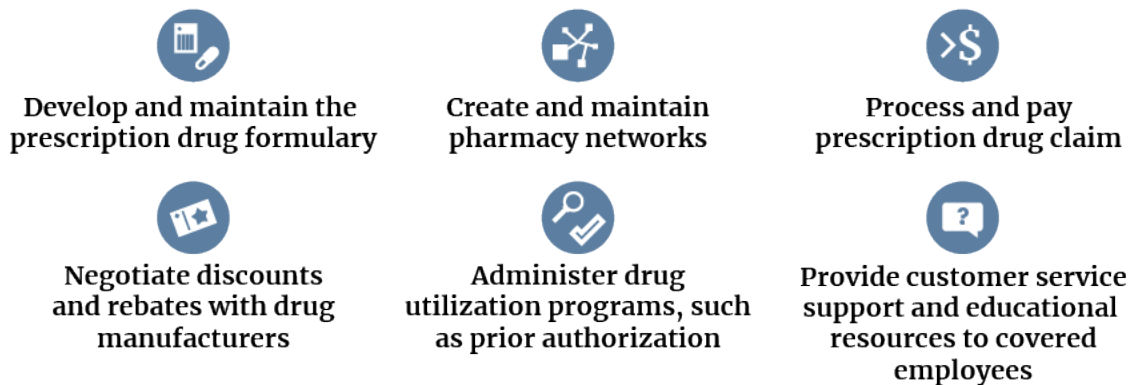 Develop and maintain the
prescription drug formulary
Create and maintain
pharmacy networks
Process and pay
prescription drug claim
Negotiate discounts
and rebates with drug
manufacturers
Administer drug
utilization programs, such
as prior authorization
Provide customer service
support and educational
resources to covered
employees